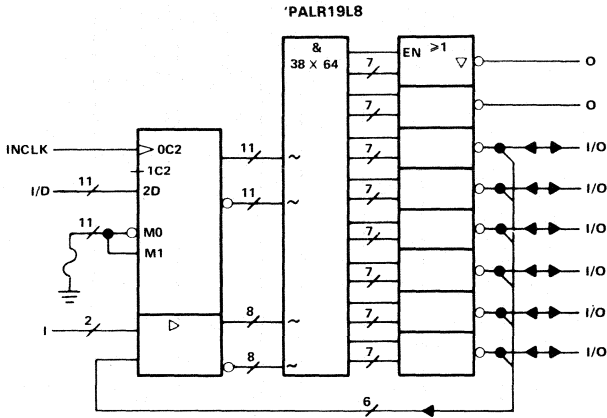 'PALR19L8
&
38 × 64
EN ≥1
▽
7
O
7
O
INCLK
0C2
11
~
7
I/O
1C2
I/D
11
2D
11
~
7
I/O
11
M0
M1
7
I/O
7
I/O
I
2
▷
8
~
7
I/O
8
~
7
I/O
6